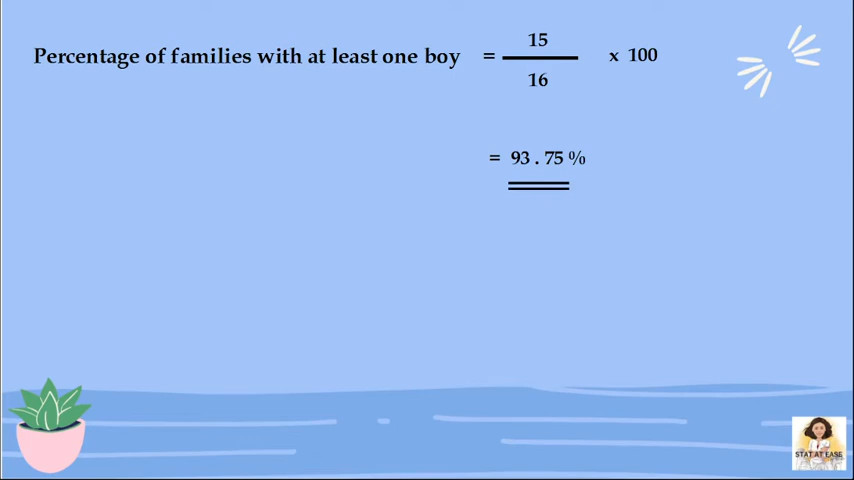 15
Percentage of families with at least one boy = x 100
16
= 93 . 75 %
STAT AT EASE